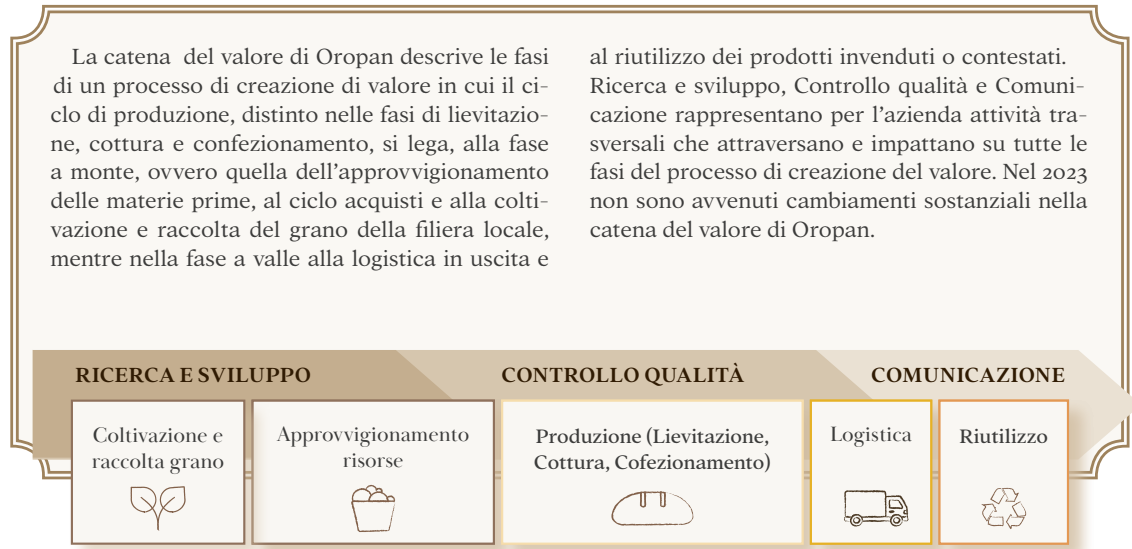 La catena del valore di Oropan descrive le fasi
di un processo di creazione di valore in cui il ci-
clo di produzione, distinto nelle fasi di lievitazio-
ne, cottura e confezionamento, si lega, alla fase
a monte, ovvero quella dell’approvvigionamento
delle materie prime, al ciclo acquisti e alla colti-
vazione e raccolta del grano della filiera locale,
mentre nella fase a valle alla logistica in uscita e
al riutilizzo dei prodotti invenduti o contestati.
Ricerca e sviluppo, Controllo qualità e Comuni-
cazione rappresentano per l’azienda attività tra-
sversali che attraversano e impattano su tutte le
fasi del processo di creazione del valore. Nel 2023
non sono avvenuti cambiamenti sostanziali nella
catena del valore di Oropan.
RICERCA E SVILUPPO
CONTROLLO QUALITÀ
COMUNICAZIONE
Coltivazione e
raccolta grano
Approvvigionamento
risorse
Produzione (Lievitazione,
Cottura, Cofezionamento)
Logistica
Riutilizzo